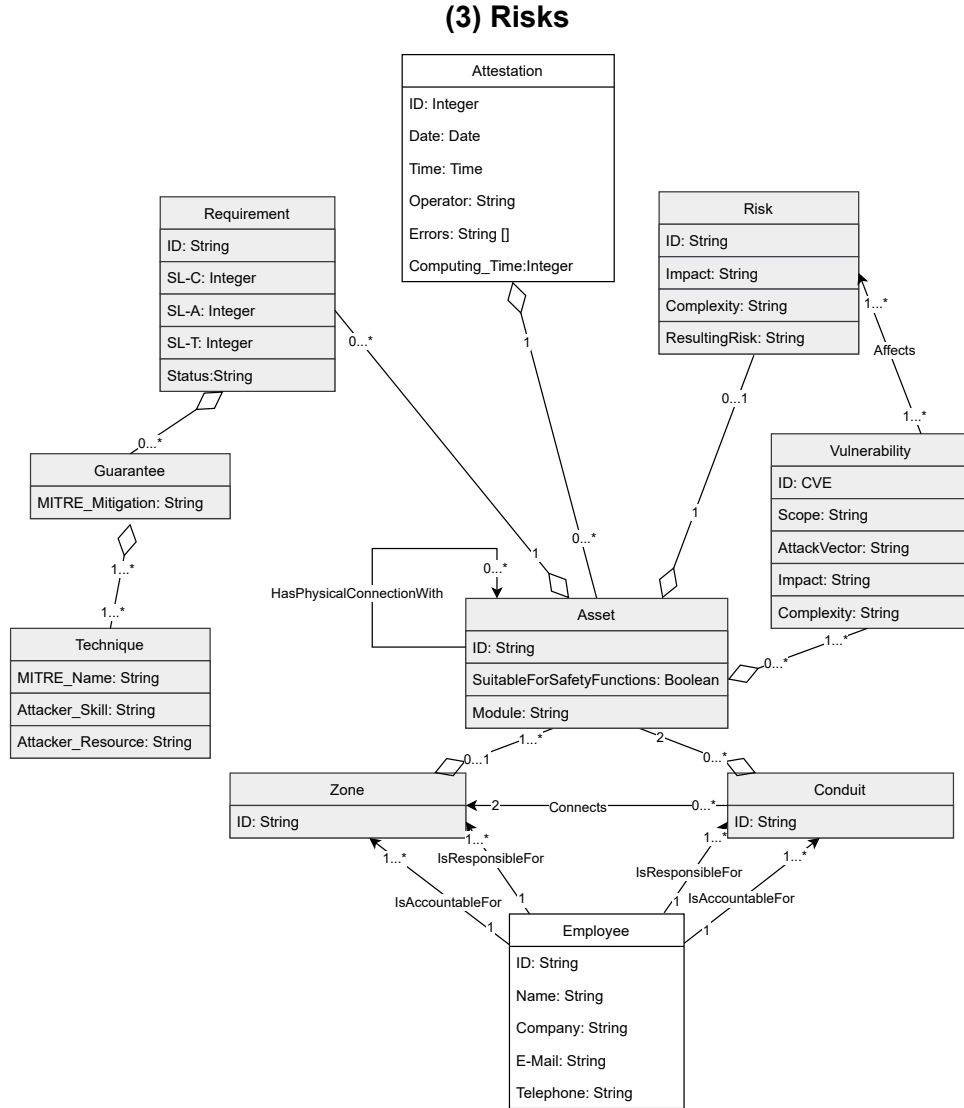 (3) Risks
Attestation
ID: Integer
Date: Date
Time: Time
Operator: String
Errors: String []
Computing_Time:Integer
Requirement
ID: String
SL-C: Integer
SL-A: Integer
SL-T: Integer
Status:String
Risk
ID: String
Impact: String
Complexity: String
ResultingRisk: String
0...*
1
1...*
Affects
1...*
0...1
0...*
Guarantee
MITRE_Mitigation: String
Vulnerability
ID: CVE
Scope: String
AttackVector: String
Impact: String
Complexity: String
1
1
0...*
1...*
1...*
0...*
HasPhysicalConnectionWith
Technique
MITRE_Name: String
Attacker_Skill: String
Attacker_Resource: String
Asset
ID: String
SuitableForSafetyFunctions: Boolean
Module: String
1...*
0...*
1...*
2
0...1
0...*
Zone
ID: String
2
Connects
0...*
Conduit
ID: String
1...*
1...*
IsResponsibleFor
1...*
1...*
IsResponsibleFor
IsAccountableFor
IsAccountableFor
1
1
1
1
Employee
ID: String
Name: String
Company: String
E-Mail: String
Telephone: String